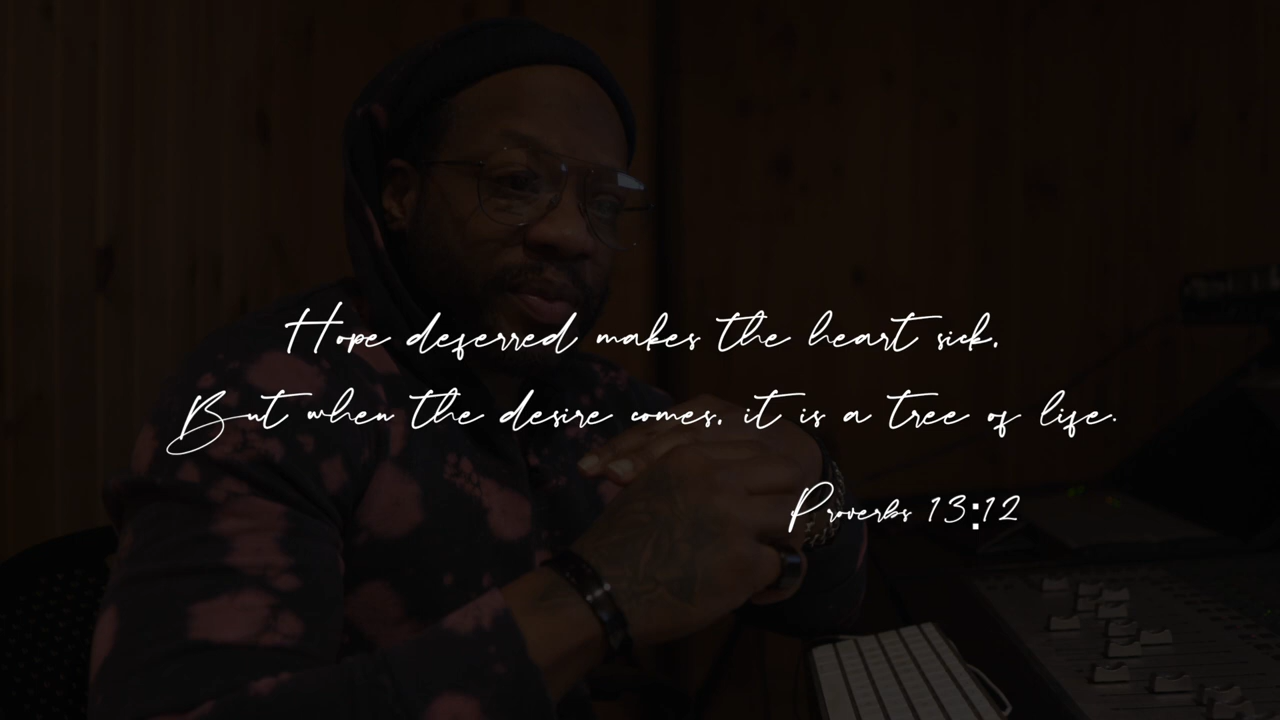 Hope deferred makes the heart sick,
But when the desire comes, it is a tree of life.
Proverbs 13:12